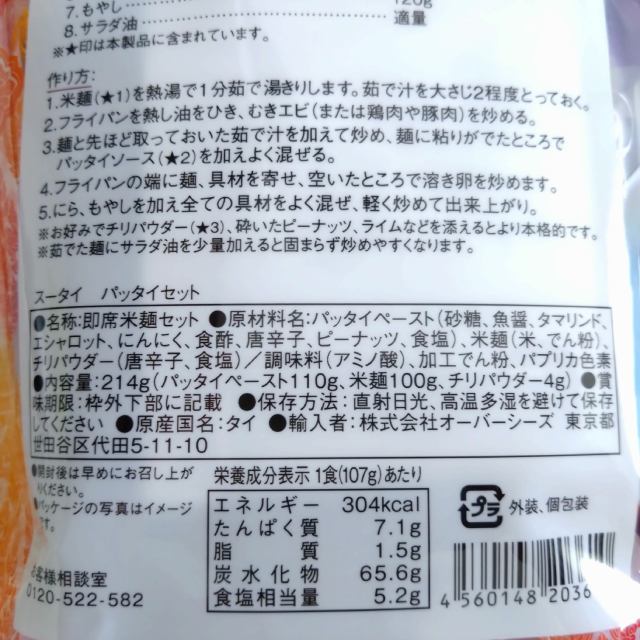 7.もやし 120g
8.サラダ油 適量
※★印は本製品に含まれています。
作り方:
1.米麺(★1)を熱湯で1分茹で湯きりします。茹で汁を大さじ2程度とっておく。
2.フライパンを熱し油をひき、むきエビ(または鶏肉や豚肉)を炒める。
3.麺と先ほど取っておいた茹で汁を加えて炒め、麺に粘りがでたところで
パッタイソース(★2)を加えよく混ぜる。
4.フライパンの端に麺、具材を寄せ、空いたところで溶き卵を炒めます。
5.にら、もやしを加え全ての具材をよく混ぜ、軽く炒めて出来上がり。
※お好みでチリパウダー(★3)、砕いたピーナッツ、ライムなどを添えるとより本格的です。
※茹でた麺にサラダ油を少量加えると固まらず炒めやすくなります。
スータイ パッタイセット
●名称:即席米麺セット ●原材料名:パッタイペースト(砂糖、魚醤、タマリンド、
エシャロット、にんにく、食酢、唐辛子、ピーナッツ、食塩)、米麺(米、でん粉)、
チリパウダー(唐辛子、食塩)/調味料(アミノ酸)、加工でん粉、パプリカ色素
●内容量:214g(パッタイペースト110g、米麺100g、チリパウダー4g) ●賞
味期限:枠外下部に記載 ●保存方法:直射日光、高温多湿を避けて保存
してください ●原産国名:タイ ●輸入者:株式会社オーバーシーズ 東京都
世田谷区代田5-11-10
●開封後は早めにお召し上が
りください。
●パッケージの写真はイメージ
です。
お客様相談室
0120-522-582
栄養成分表示 1食(107g)あたり
エネルギー 304kcal
たんぱく質 7.1g
脂質 1.5g
炭水化物 65.6g
食塩相当量 5.2g
プラ
外装、個包装
4 560148 2036